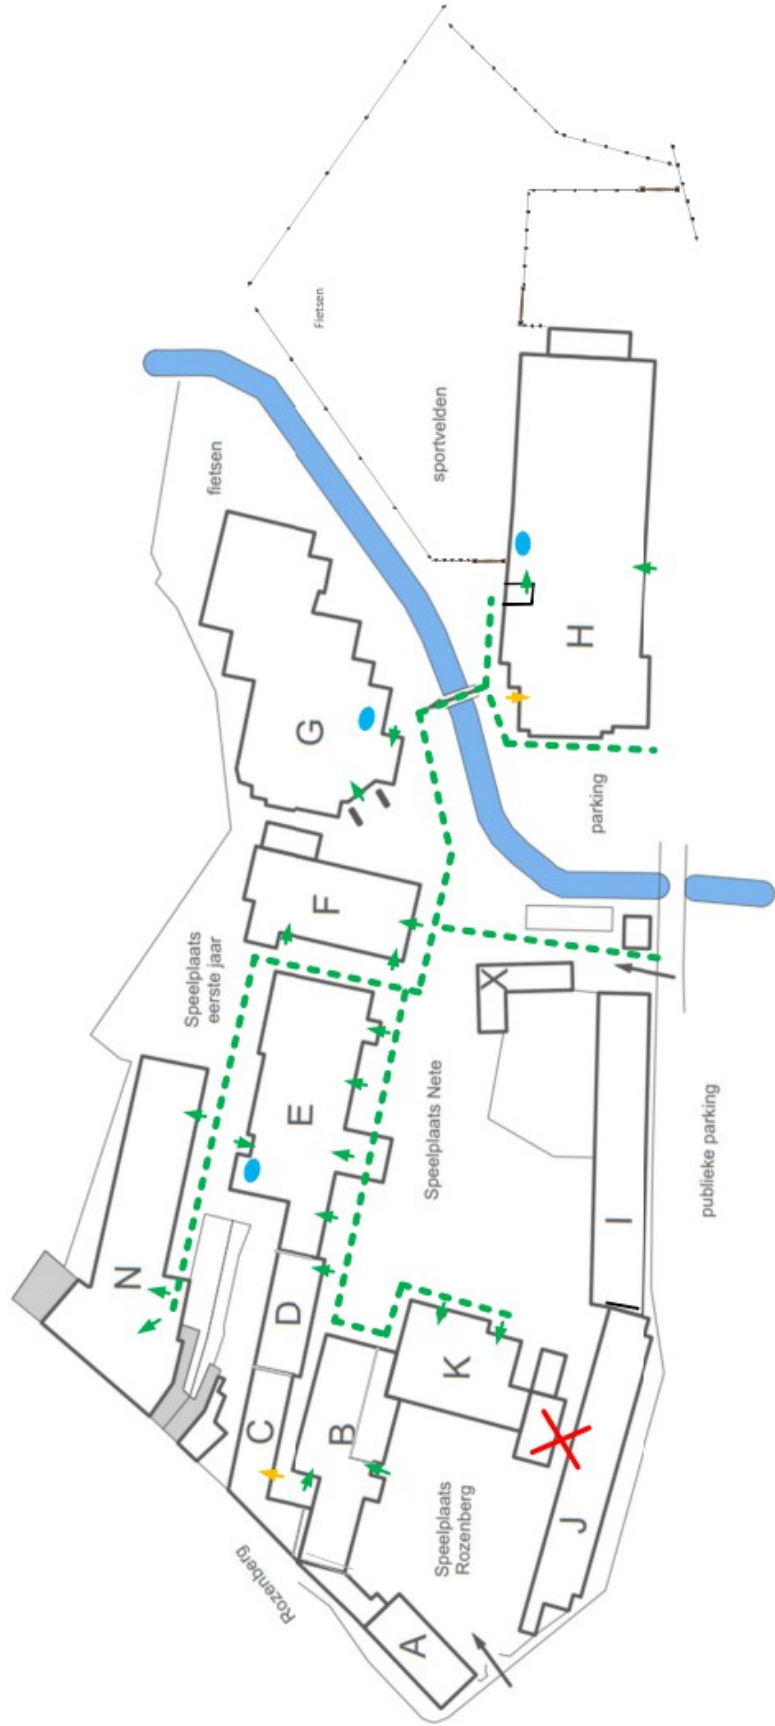 N
Speelplaats
eerste jaar
fietsen
Rozenberg
C
D
E
F
G
Fietsen
B
A
Speelplaats
Rozenberg
K
Speelplaats Nete
sportvelden
X
J
I
parking
H
publieke parking